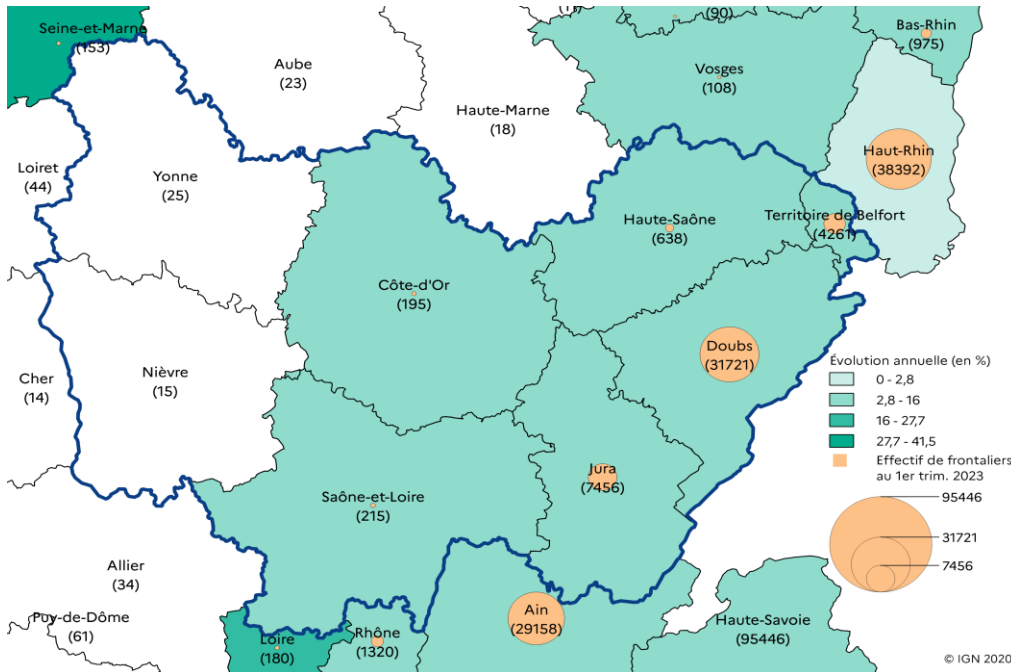 (90)
Seine-et-Marne
(153)
Bas-Rhin
(975)
Aube
(23)
Vosges
(108)
Haute-Marne
(18)
Haut-Rhin
(38392)
Loiret
(44)
Yonne
(25)
Haute-Saône
(638)
Territoire de Belfort
(4261)
Côte-d'Or
(195)
Doubs
(31721)
Cher
(14)
Nièvre
(15)
Évolution annuelle (en %)
0 - 2,8
2,8 - 16
16 - 27,7
27,7 - 41,5
Effectif de frontaliers
au 1er trim. 2023
95446
31721
7456
Jura
(7456)
Saône-et-Loire
(215)
Allier
(34)
Puy-de-Dôme
(61)
Loire
(180)
Rhône
(1320)
Ain
(29158)
Haute-Savoie
(95446)
© IGN 2020